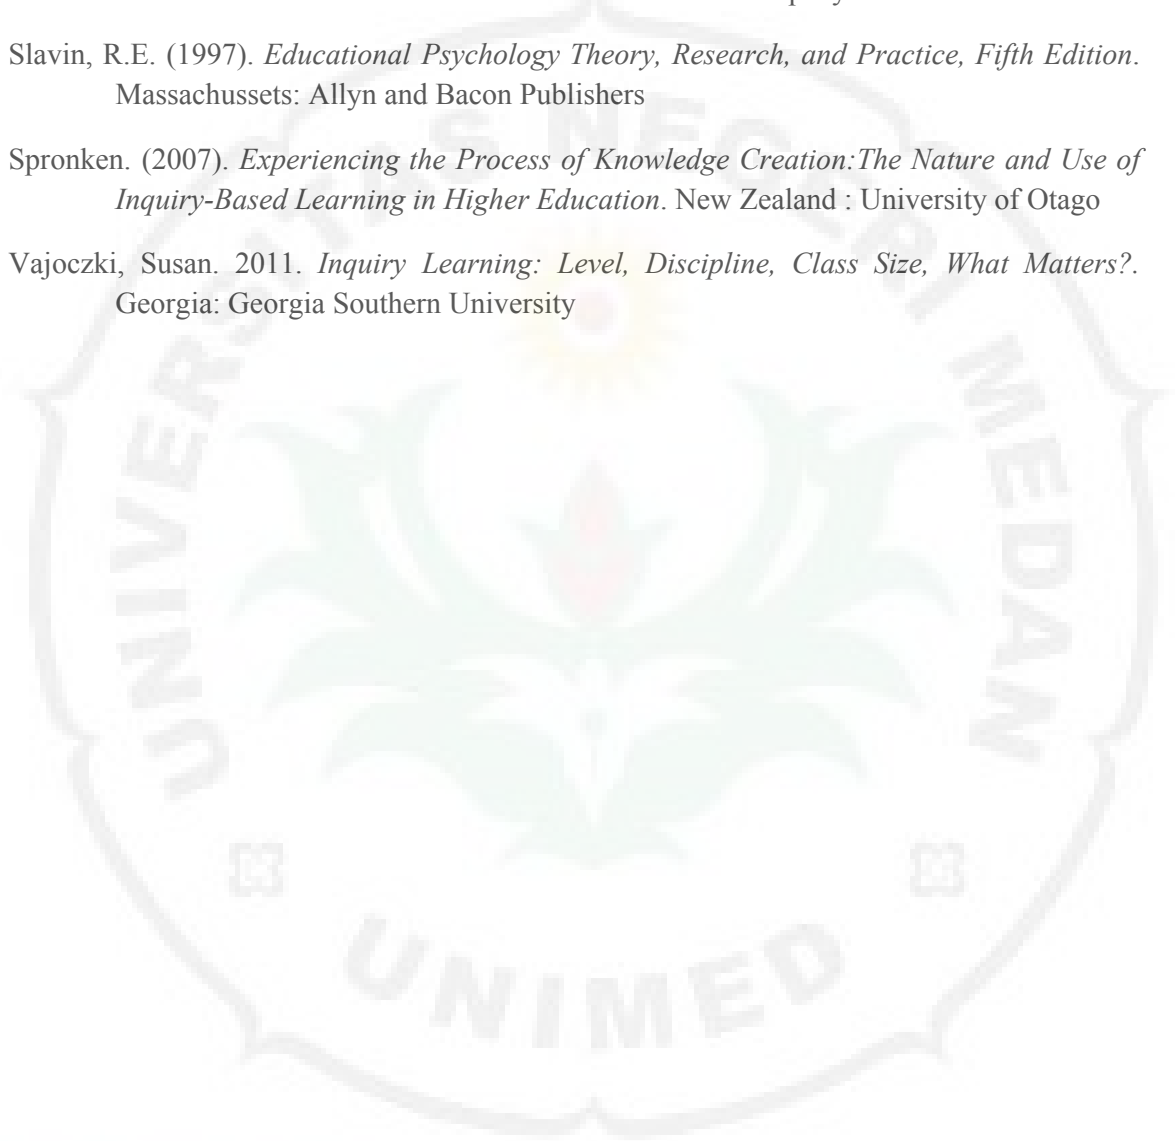 Slavin, R.E. (1997). Educational Psychology Theory, Research, and Practice, Fifth Edition.
Massachussets: Allyn and Bacon Publishers
Spronken. (2007). Experiencing the Process of Knowledge Creation:The Nature and Use of
Inquiry-Based Learning in Higher Education. New Zealand : University of Otago
Vajoczki, Susan. 2011. Inquiry Learning: Level, Discipline, Class Size, What Matters?.
Georgia: Georgia Southern University
UNIVERSITAS NEGERI MEDAN
UNIMED